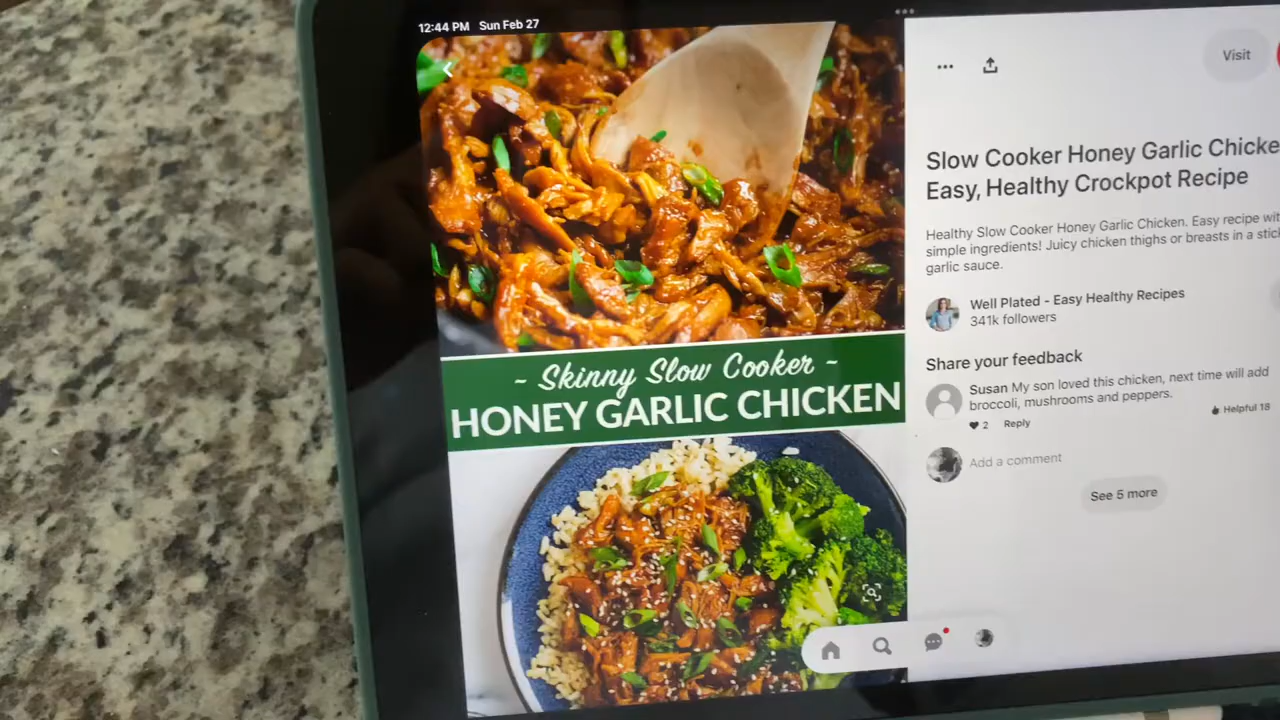 12:44 PM Sun Feb 27
Visit
Slow Cooker Honey Garlic Chicke
Easy, Healthy Crockpot Recipe
Healthy Slow Cooker Honey Garlic Chicken. Easy recipe wit
simple ingredients! Juicy chicken thighs or breasts in a stick
garlic sauce.
Well Plated - Easy Healthy Recipes
341k followers
Share your feedback
Susan My son loved this chicken, next time will add
broccoli, mushrooms and peppers.
2 Reply
Helpful 18
Add a comment
See 5 more
~ Skinny Slow Cooker ~
HONEY GARLIC CHICKEN